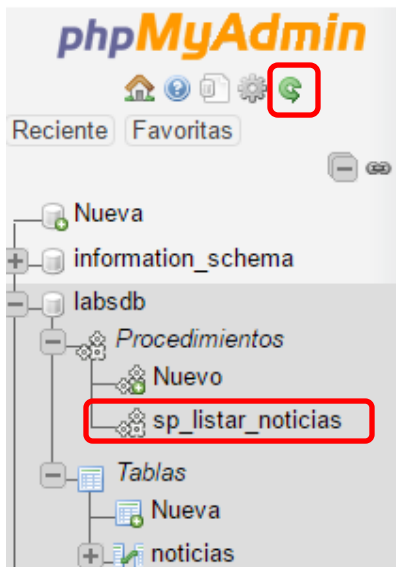 phpMyAdmin
Reciente Favoritas
Nueva
information_schema
labsdb
Procedimientos
Nuevo
sp_listar_noticias
Tablas
Nueva
noticias